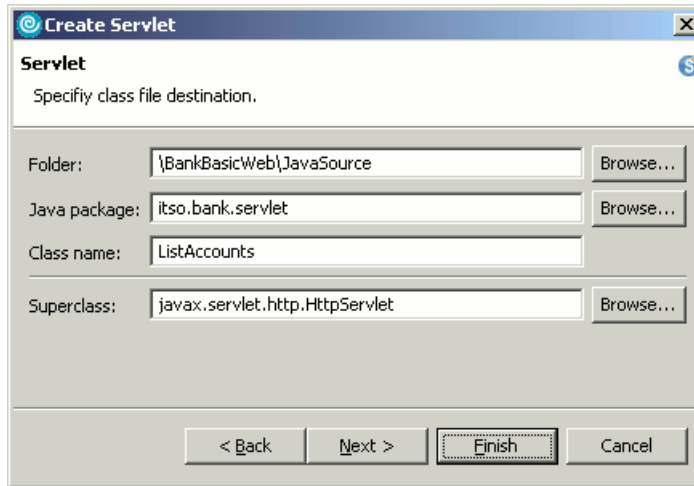 Create Servlet
Servlet
Specifiy class file destination.
Folder: \BankBasicWeb\JavaSource Browse...
Java package: itso.bank.servlet Browse...
Class name: ListAccounts
Superclass: javax.servlet.http.HttpServlet Browse...
< Back Next > Finish Cancel